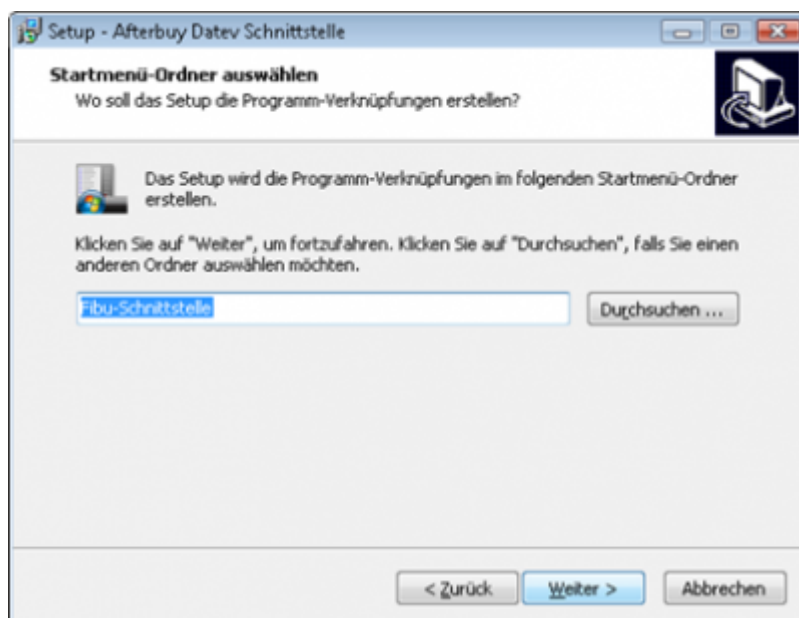 Setup - Afterbuy Datev Schnittstelle
Startmenü-Ordner auswählen
Wo soll das Setup die Programm-Verknüpfungen erstellen?
Das Setup wird die Programm-Verknüpfungen im folgenden Startmenü-Ordner
erstellen.
Klicken Sie auf "Weiter", um fortzufahren. Klicken Sie auf "Durchsuchen", falls Sie einen
anderen Ordner auswählen möchten.
Fibu-Schnittstelle
Durchsuchen ...
< Zurück
Weiter >
Abbrechen